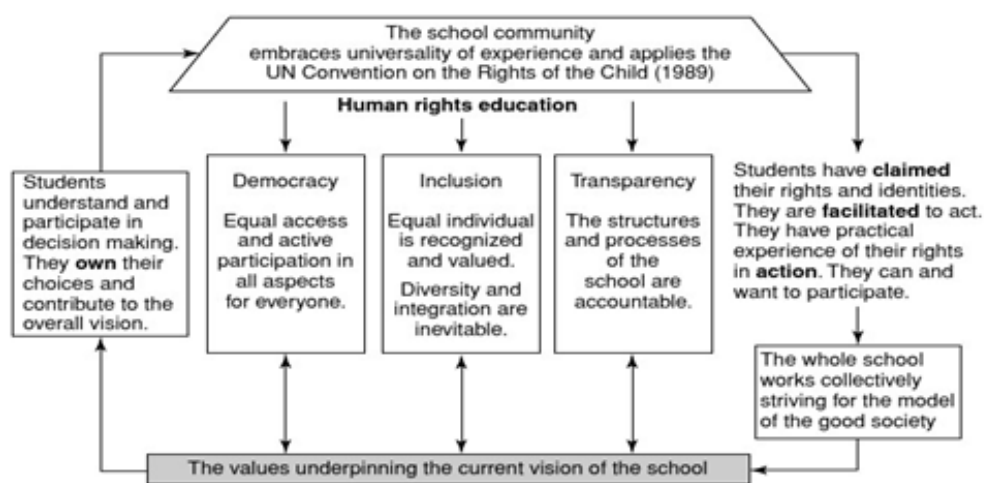 The school community
embraces universality of experience and applies the
UN Convention on the Rights of the Child (1989)
Human rights education
Students
understand and
participate in
decision making.
They own their
choices and
contribute to the
overall vision.
Democracy
Equal access
and active
participation in
all aspects
for everyone.
Inclusion
Equal individual
is recognized
and valued.
Diversity and
integration are
inevitable.
Transparency
The structures
and processes
of the
school are
accountable.
Students have claimed
their rights and identities.
They are facilitated to act.
They have practical
experience of their rights
in action. They can and
want to participate.
The whole school
works collectively
striving for the model
of the good society
The values underpinning the current vision of the school